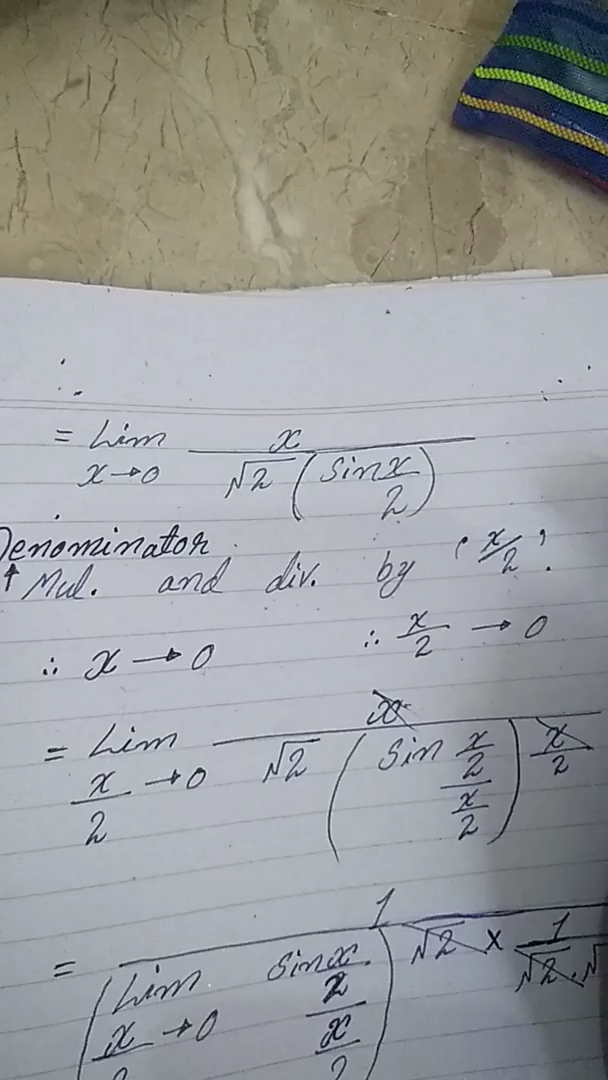 = Lim x→0 x / √2 (sin x/2)
Denominator
↑ Mul. and div. by 'x/2'.
∴ x → 0 ∴ x/2 → 0
= Lim x/2 → 0 x / √2 (sin x/2 / x/2) x/2
= 1 / (Lim x/2 → 0 sin x/2 / x/2) √2 × 1/√2.√